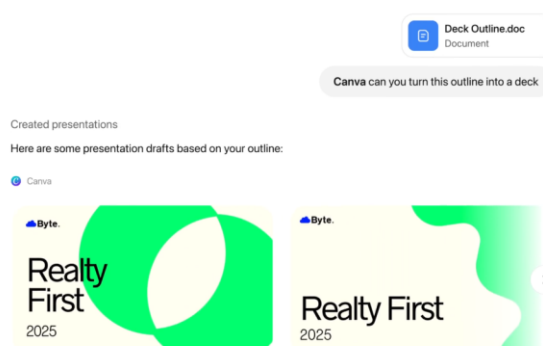 Deck Outline.doc
Document
Canva can you turn this outline into a deck
Created presentations
Here are some presentation drafts based on your outline:
Canva
Byte.
Realty
First
2025
Byte.
Realty First
2025